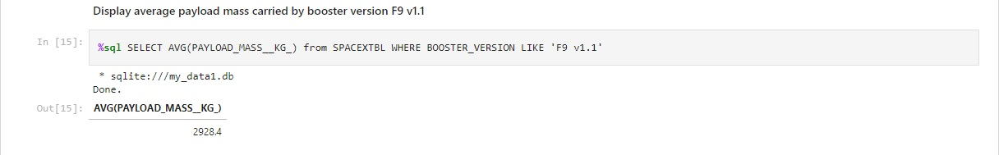 Display average payload mass carried by booster version F9 v1.1
In [15]: %sql SELECT AVG(PAYLOAD_MASS__KG_) from SPACEXTBL WHERE BOOSTER_VERSION LIKE 'F9 v1.1'
* sqlite:///my_data1.db
Done.
Out[15]: AVG(PAYLOAD_MASS__KG_)
2928.4